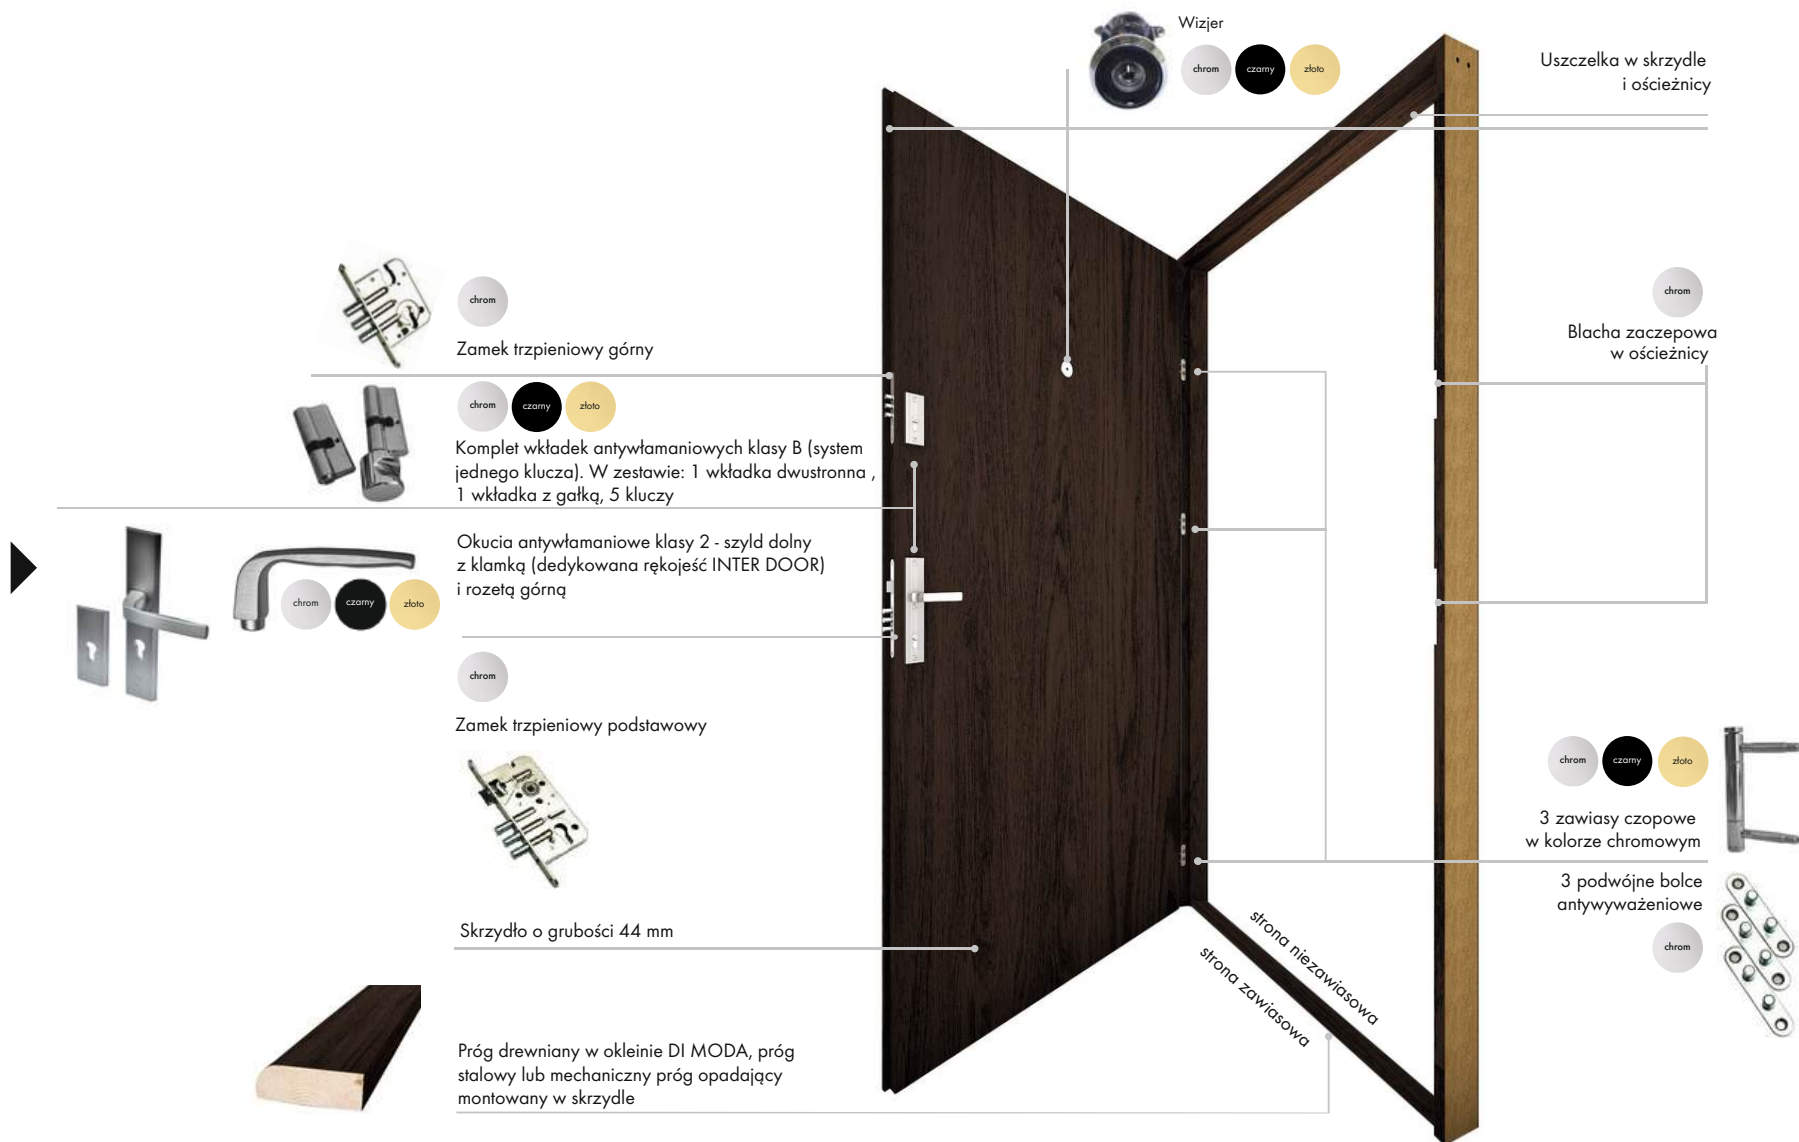 Wizjer
chrom
czarny
złoto
Uszczelka w skrzydle
i ościeżnicy
chrom
Zamek trzpieniowy górny
chrom
czarny
złoto
Komplet wkładek antywłamaniowych klasy B (system
jednego klucza). W zestawie: 1 wkładka dwustronna ,
1 wkładka z gałką, 5 kluczy
Okucia antywłamaniowe klasy 2 - szyld dolny
z klamką (dedykowana rękojeść INTER DOOR)
i rozetą górną
chrom
czarny
złoto
chrom
Zamek trzpieniowy podstawowy
Skrzydło o grubości 44 mm
Próg drewniany w okleinie DI MODA, próg
stalowy lub mechaniczny próg opadający
montowany w skrzydle
chrom
Blacha zaczepowa
w ościeżnicy
chrom
czarny
złoto
3 zawiasy czopowe
w kolorze chromowym
3 podwójne bolce
antywyważeniowe
chrom
strona niezawiasowa
strona zawiasowa